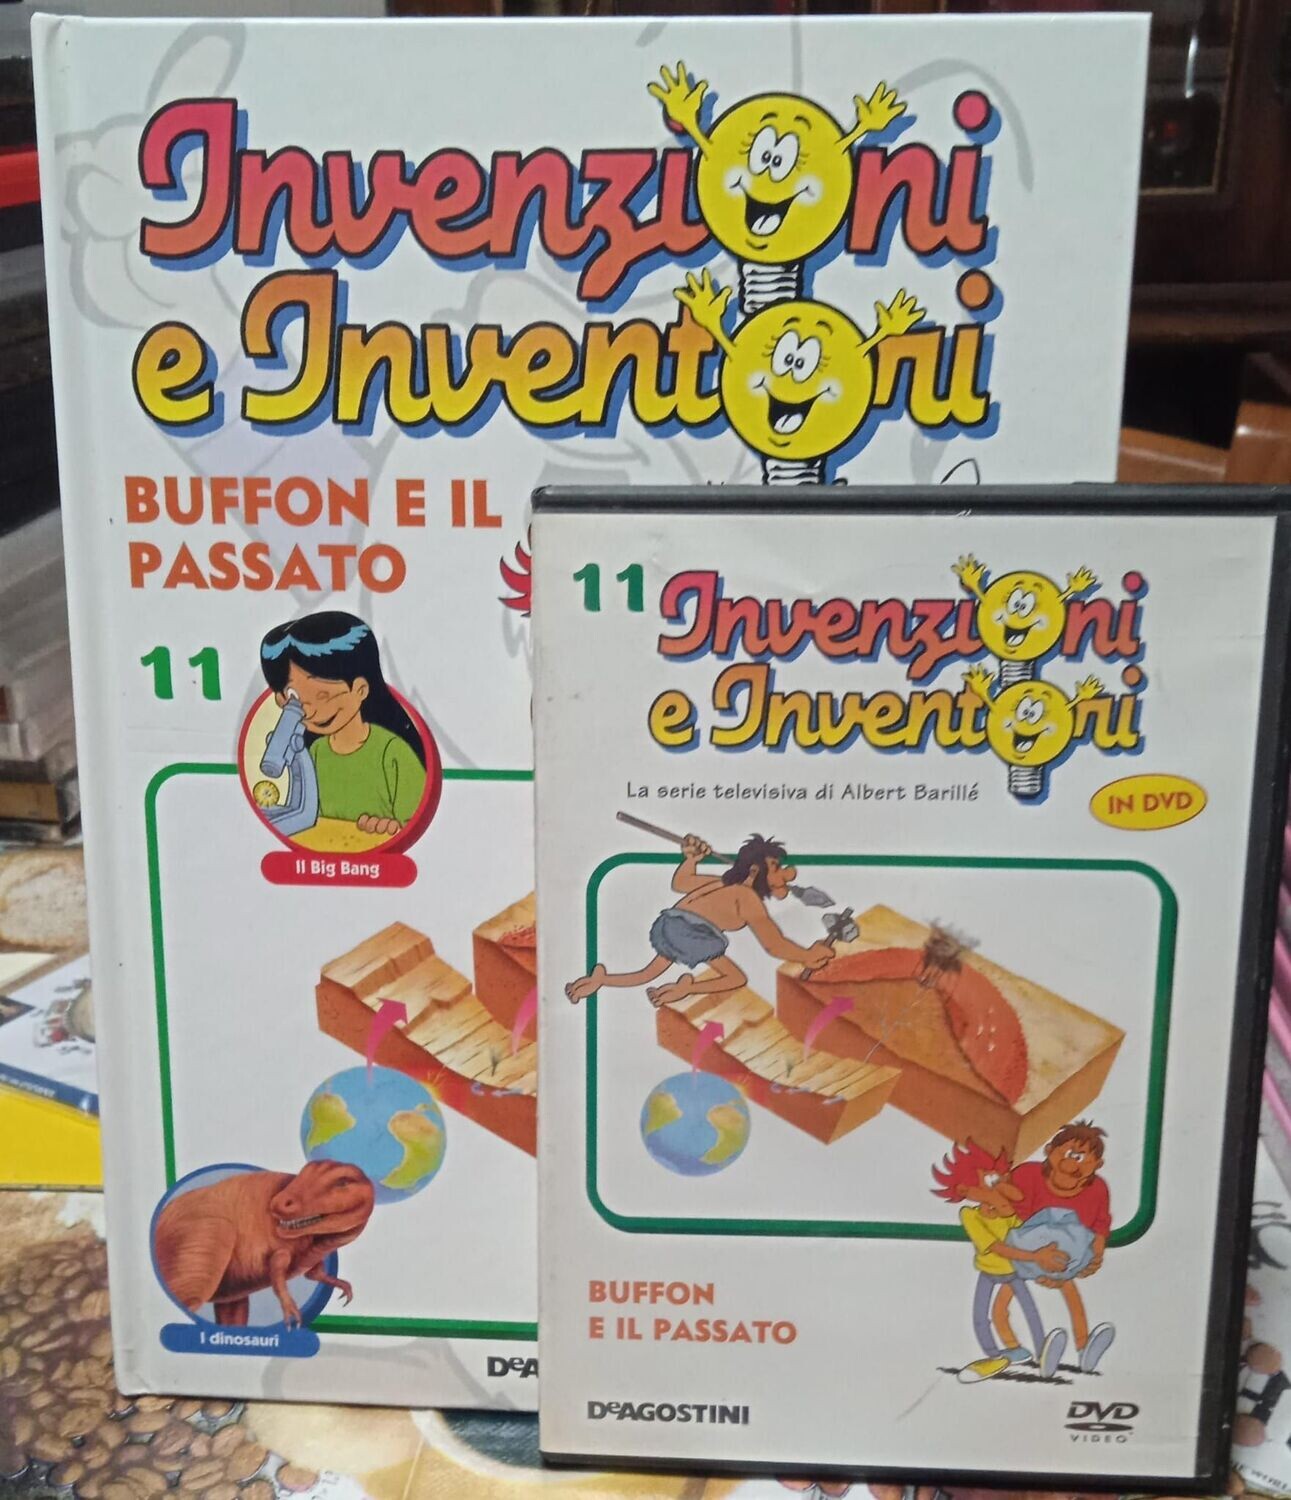 Invenzioni
e Inventori
BUFFON E IL
PASSATO
11
Il Big Bang
I dinosauri
DeA
11
Invenzioni
e Inventori
La serie televisiva di Albert Barillé
IN DVD
BUFFON
E IL PASSATO
DeAGOSTINI
DVD
VIDEO